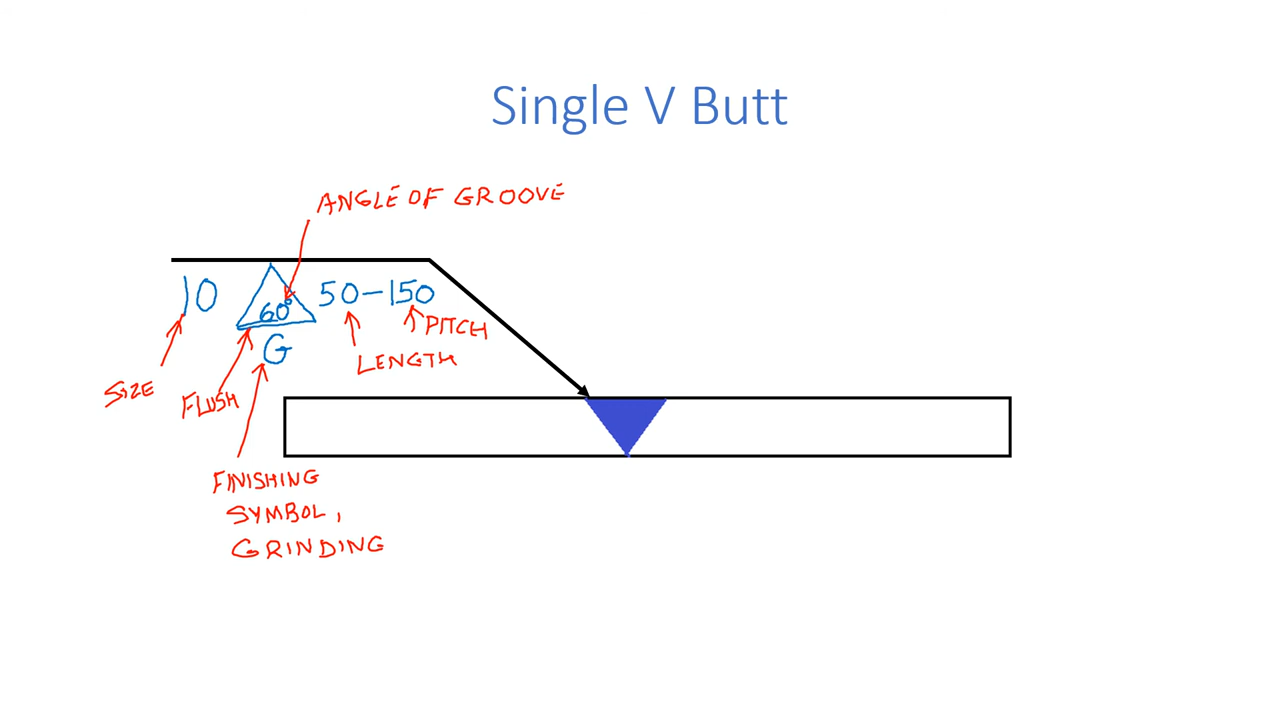 Single V Butt
ANGLE OF GROOVE
10 60° 50-150
G
PITCH
LENGTH
SIZE
FLUSH
FINISHING
SYMBOL,
GRINDING